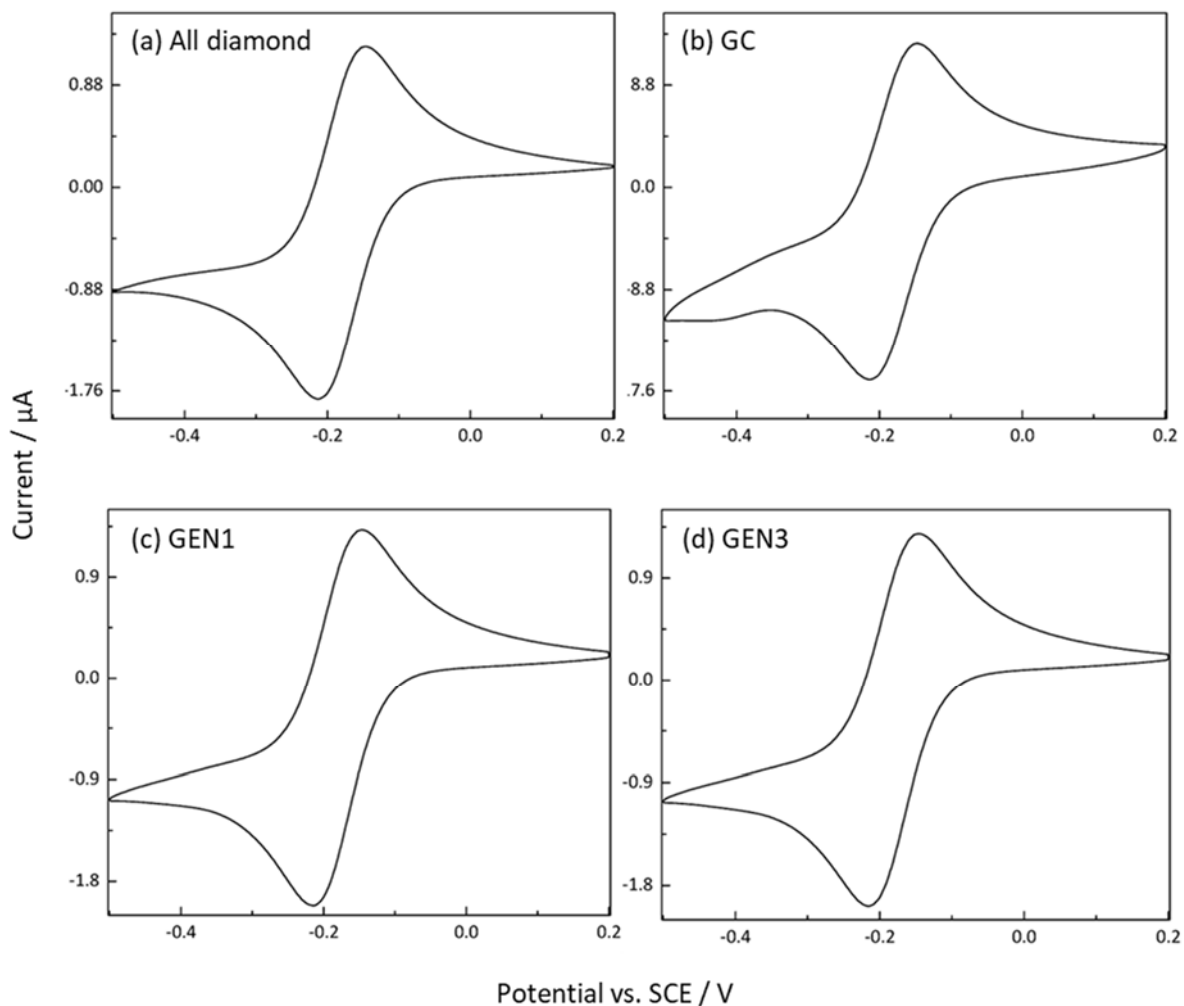 (a) All diamond
(b) GC
0.88
0.00
-0.88
-1.76
8.8
0.0
-8.8
.7.6
-0.4 -0.2 0.0 0.2
-0.4 -0.2 0.0 0.2
Current / µA
(c) GEN1
(d) GEN3
0.9
0.0
-0.9
-1.8
0.9
0.0
-0.9
-1.8
-0.4 -0.2 0.0 0.2
-0.4 -0.2 0.0 0.2
Potential vs. SCE / V